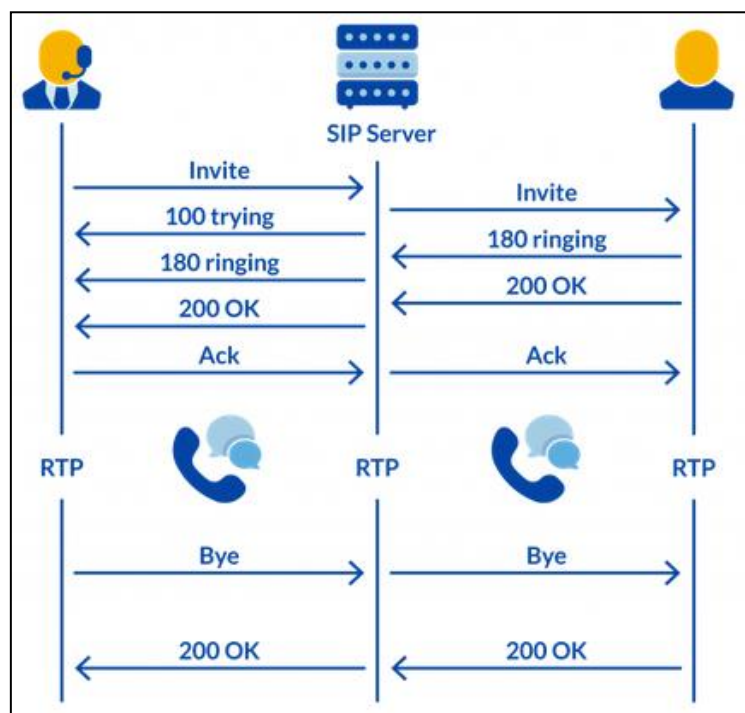 SIP Server
Invite
Invite
100 trying
180 ringing
180 ringing
200 OK
200 OK
Ack
Ack
RTP
RTP
RTP
Bye
Bye
200 OK
200 OK